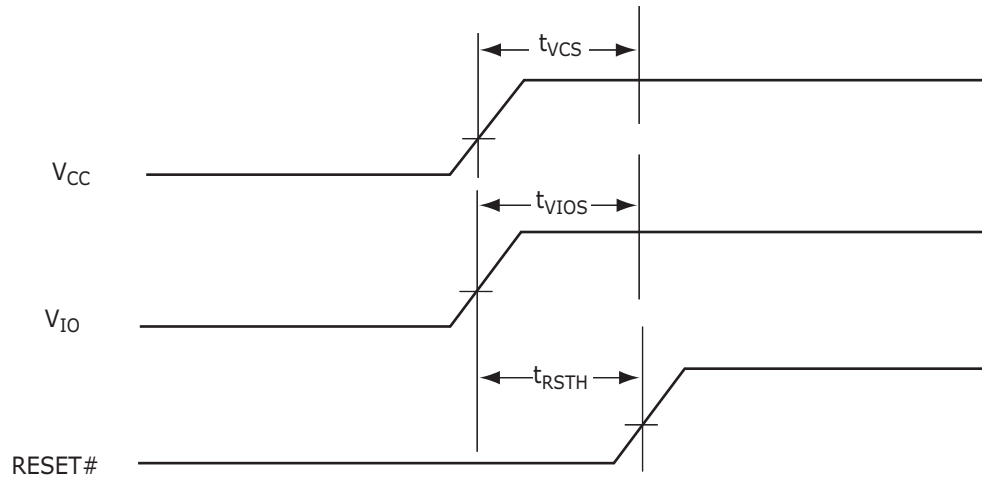 tVCS
VCC
tVIOS
VIO
tRSTH
RESET#